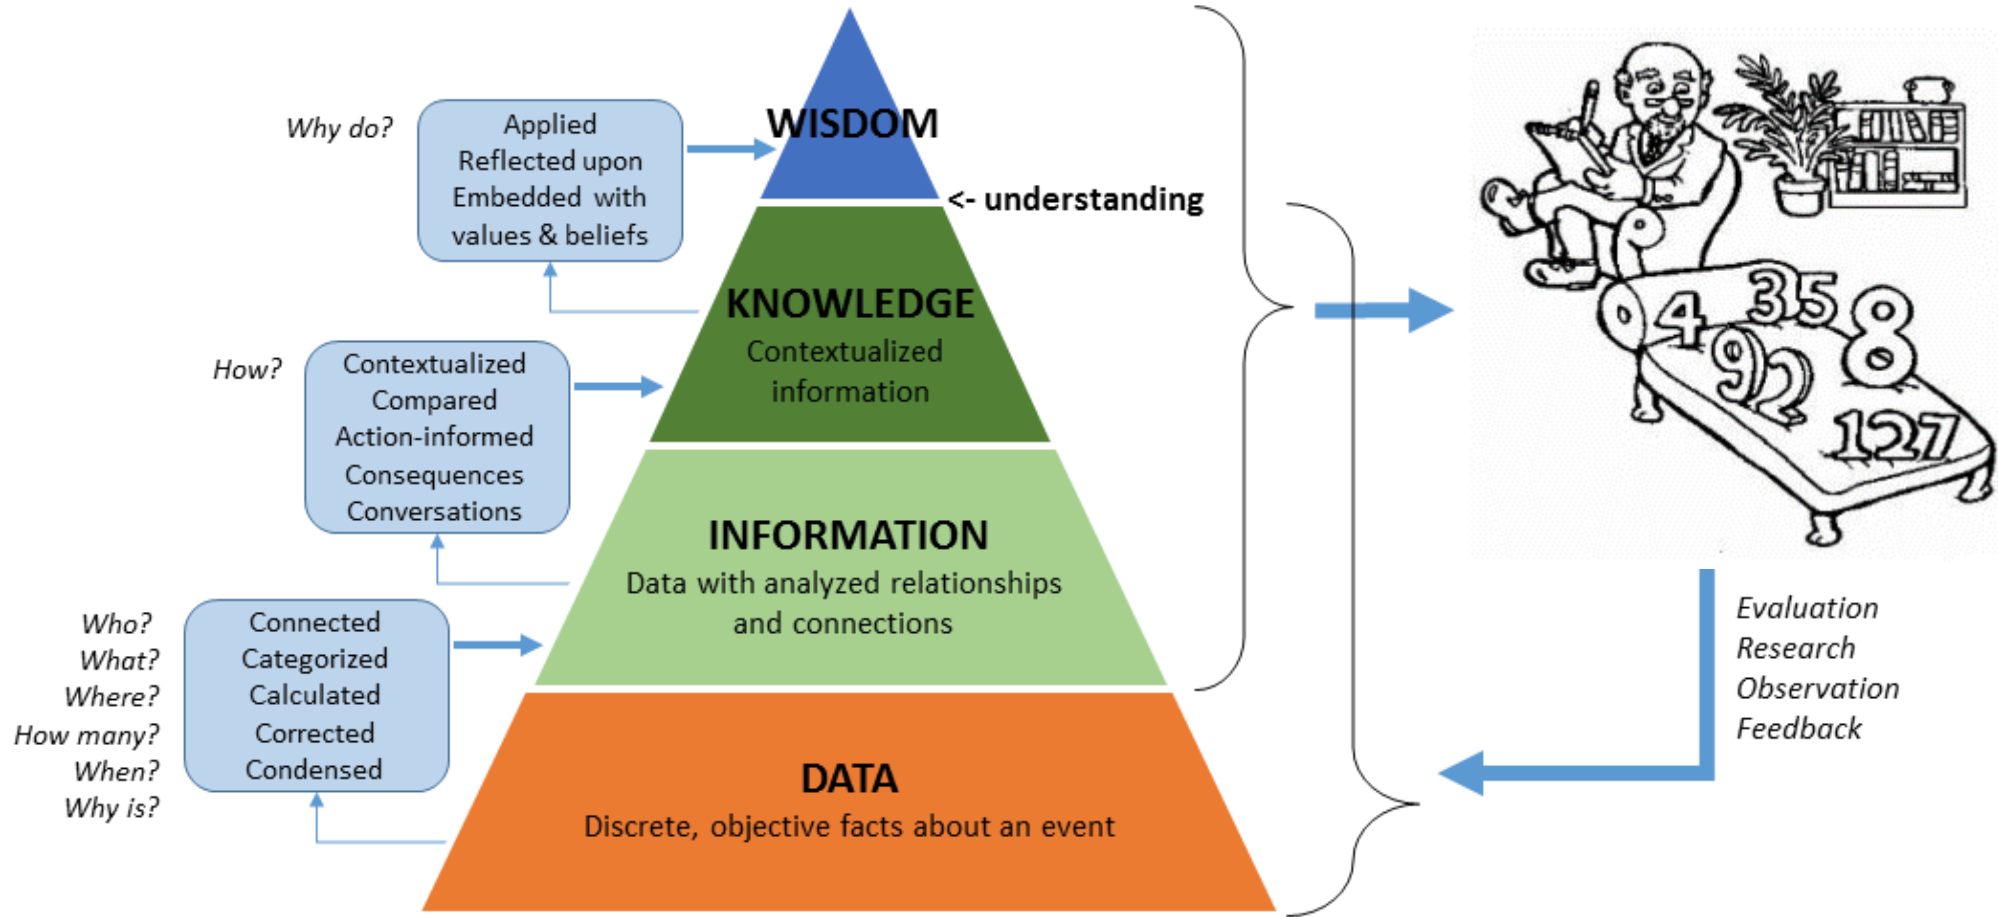 Why do?
Applied
Reflected upon
Embedded with
values & beliefs
WISDOM
<- understanding
How?
Contextualized
Compared
Action-informed
Consequences
Conversations
KNOWLEDGE
Contextualized
information
Who?
What?
Where?
How many?
When?
Why is?
Connected
Categorized
Calculated
Corrected
Condensed
INFORMATION
Data with analyzed relationships
and connections
DATA
Discrete, objective facts about an event
4
35
8
92
127
Evaluation
Research
Observation
Feedback